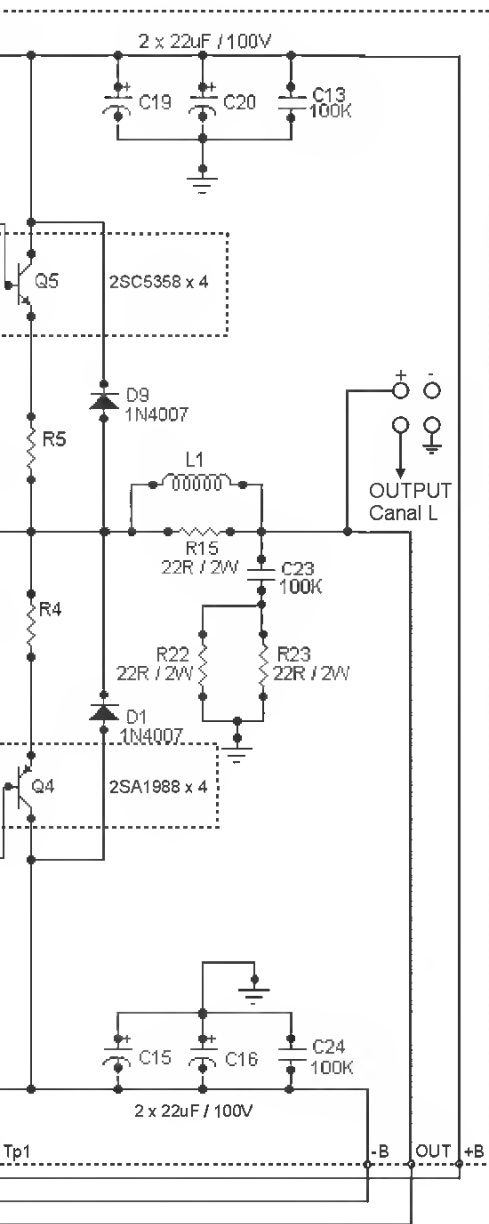 2 x 22uF / 100V
+ C19
+ C20
C13
100K
Q5
2SC5358 x 4
D9
1N4007
R5
+ -
OUTPUT
Canal L
L1
R15
22R / 2W
C23
100K
R4
R22
22R / 2W
R23
22R / 2W
D1
1N4007
Q4
2SA1988 x 4
+ C15
+ C16
C24
100K
2 x 22uF / 100V
Tp1
-B
OUT
+B